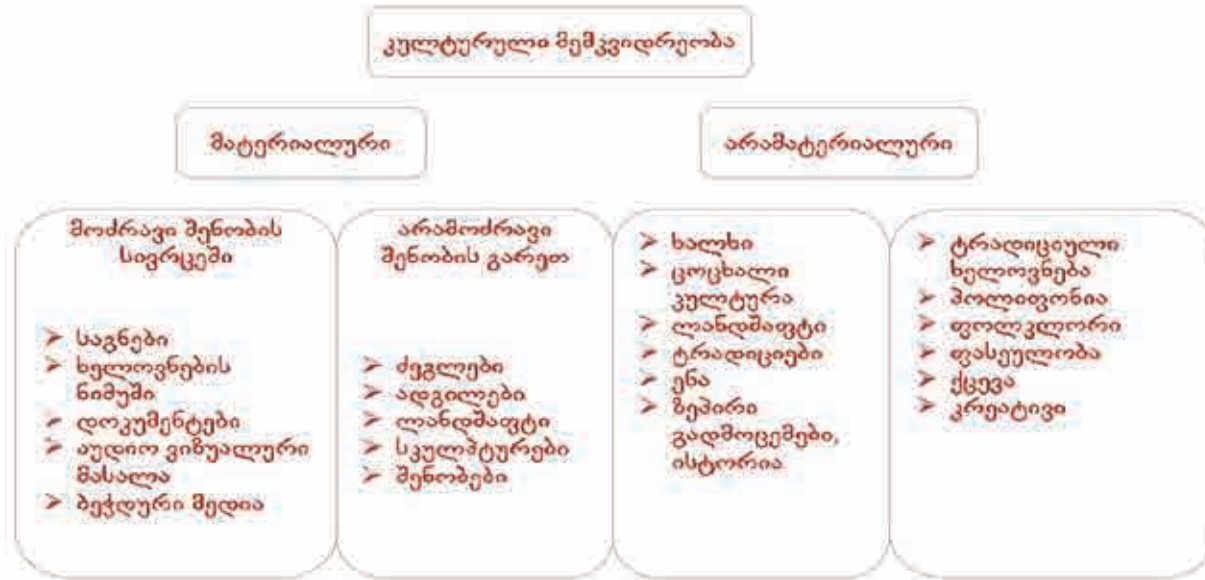 კულტურული მემკვიდრეობა
მატერიალური
არამატერიალური
მოძრავი შენობის
სივრცეში
➢ საგნები
➢ ხელოვნების
ნიმუში
➢ დოკუმენტები
➢ აუდიო ვიზუალური
მასალა
➢ ბეჭდური მედია
არამოძრავი
შენობის გარეთ
➢ ძეგლები
➢ ადგილები
➢ ლანდშაფტი
➢ სკულპტურები
➢ შენობები
➢ ხალხი
➢ ცოცხალი
კულტურა
➢ ლანდშაფტი
➢ ტრადიციები
➢ ენა
➢ ზეპირი
გადმოცემები,
ისტორია
➢ ტრადიციული
ხელოვნება
➢ პოლიფონია
➢ ფოლკლორი
➢ ფასეულობა
➢ ქცევა
➢ კრეატივი